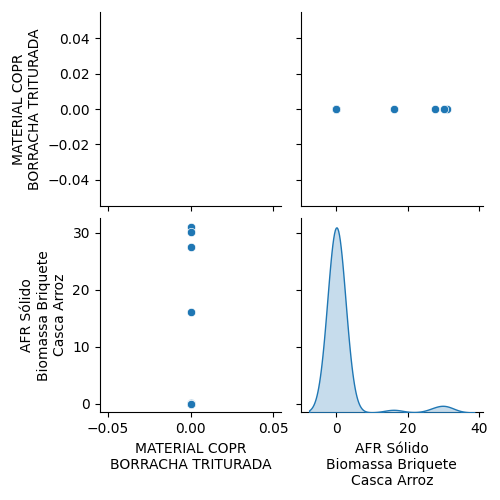 MATERIAL COPR
BORRACHA TRITURADA
0.04
0.02
0.00
−0.02
−0.04
AFR Sólido
Biomassa Briquete
Casca Arroz
30
20
10
0
−0.05
0.00
0.05
MATERIAL COPR
BORRACHA TRITURADA
0
20
40
AFR Sólido
Biomassa Briquete
Casca Arroz